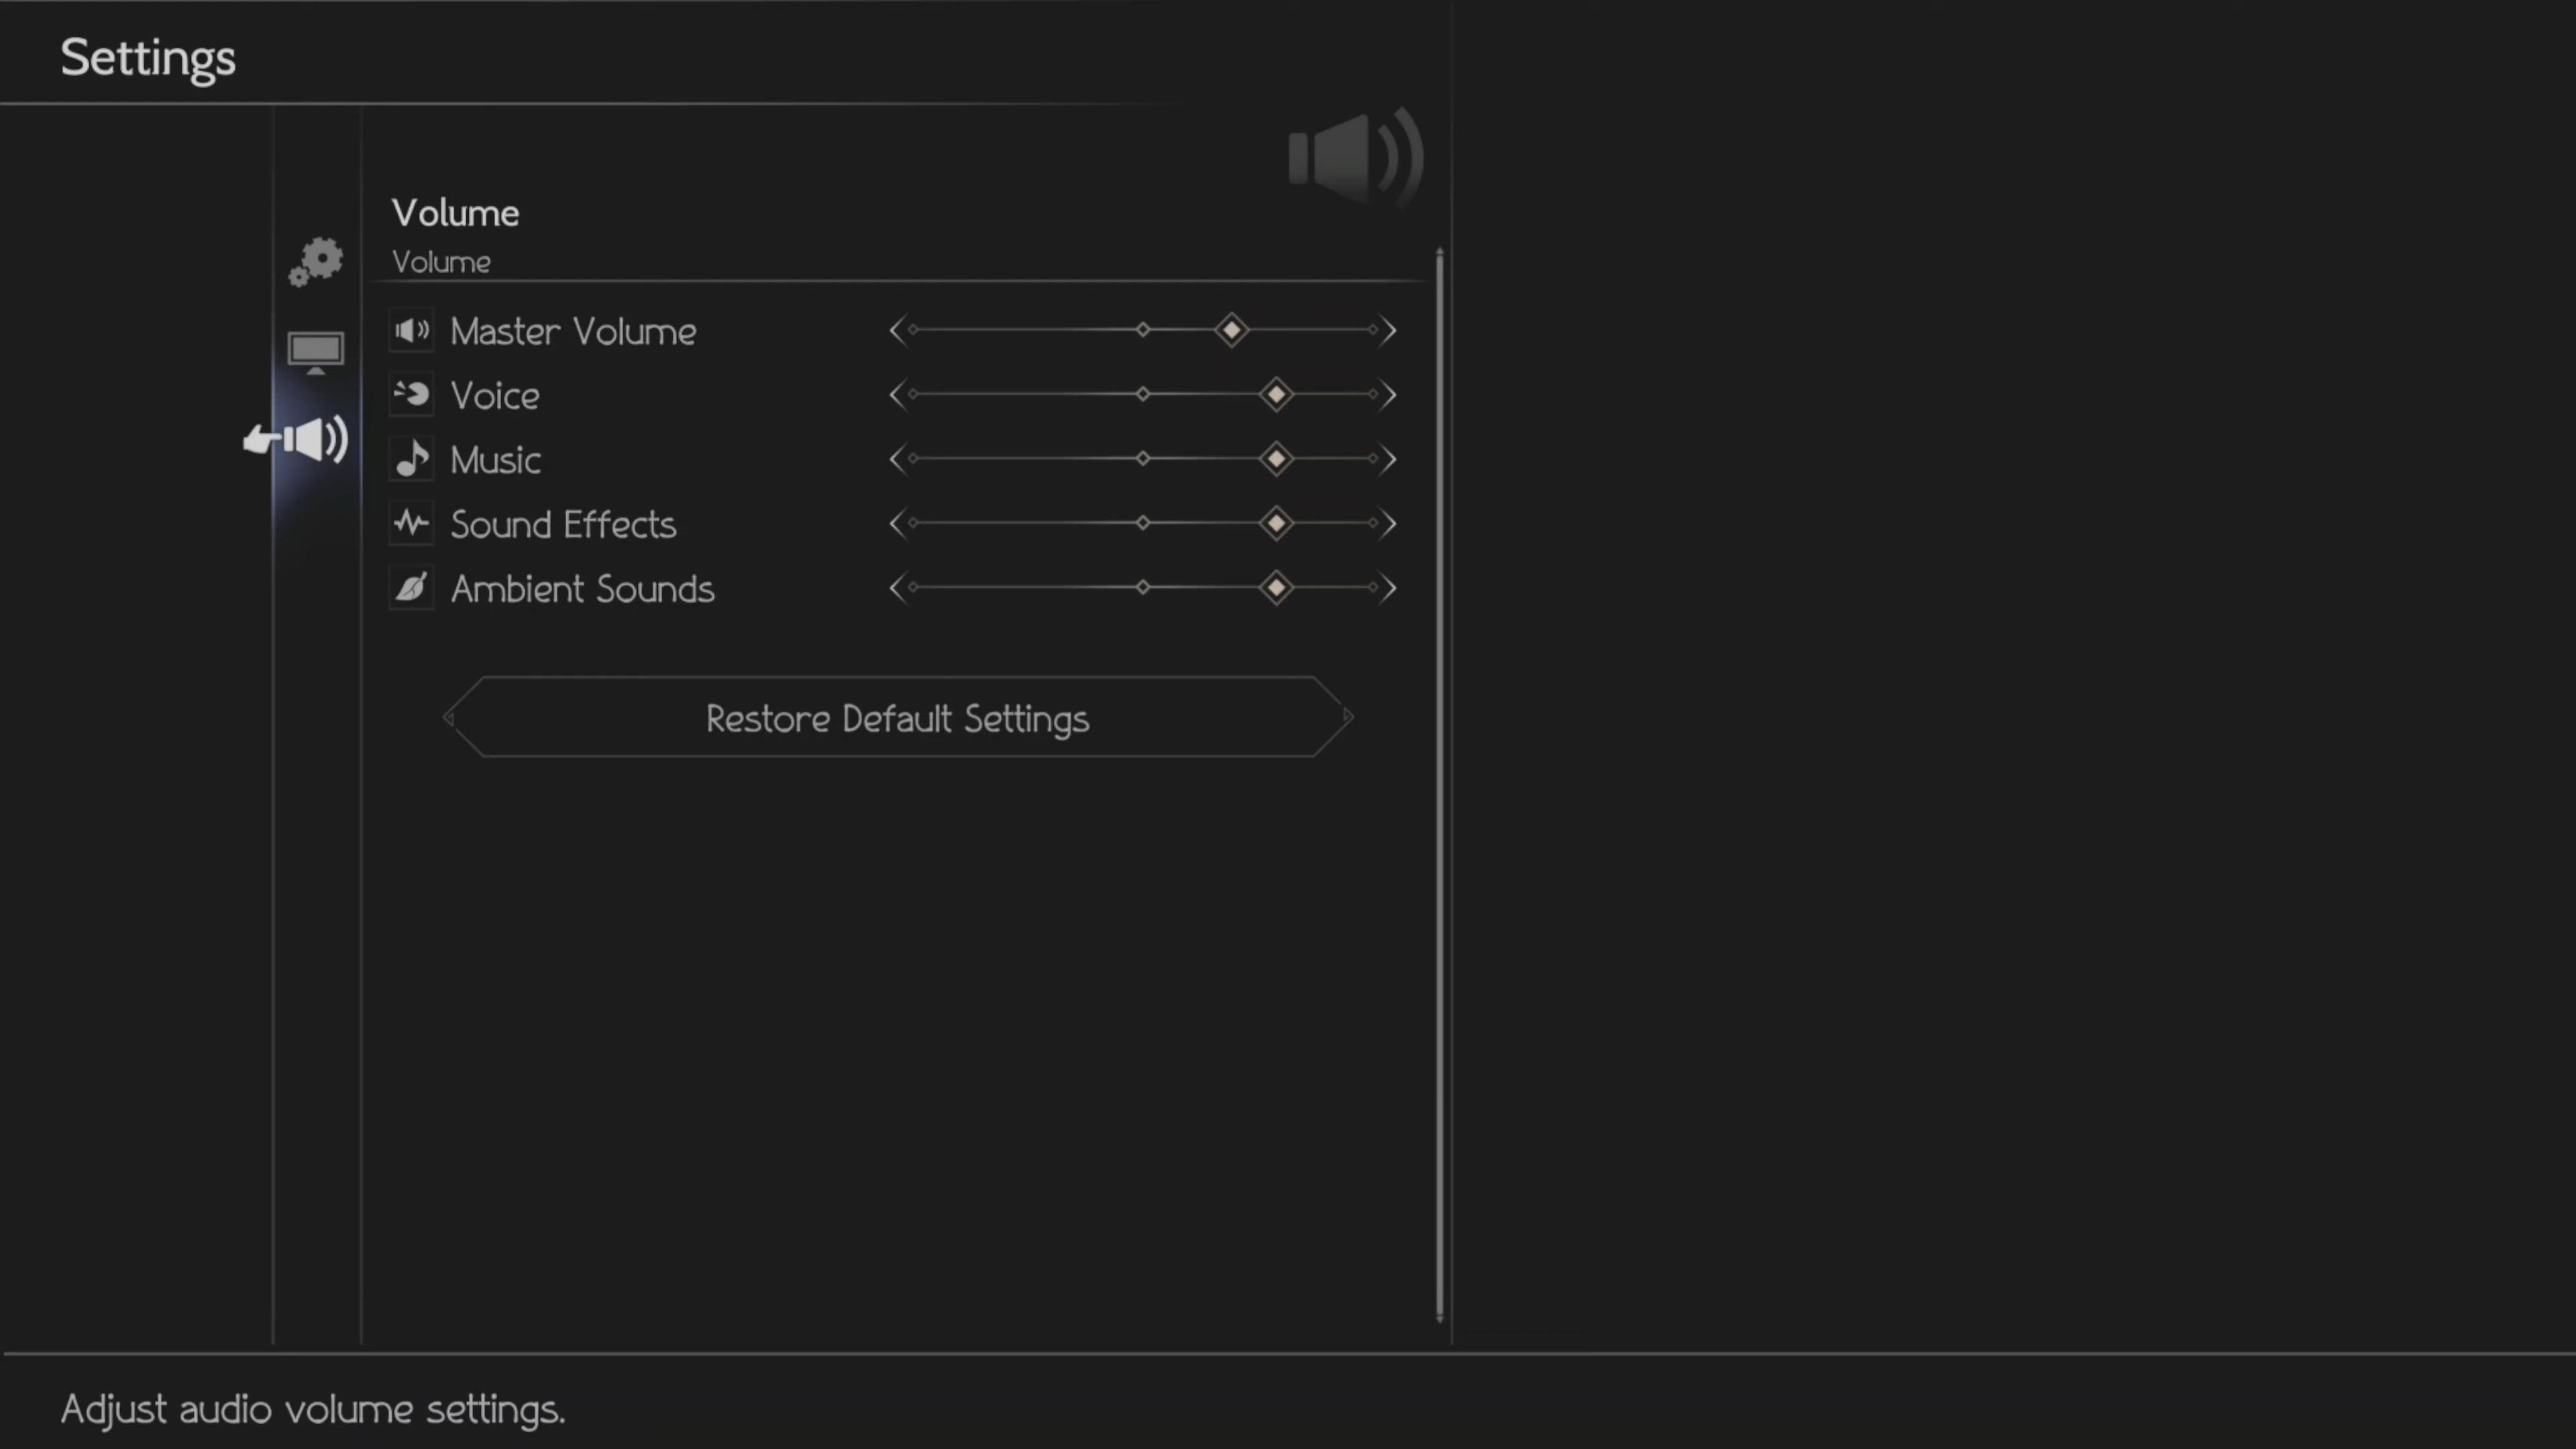 Settings
Volume
Volume
Master Volume
Voice
Music
Sound Effects
Ambient Sounds
Restore Default Settings
Adjust audio volume settings.